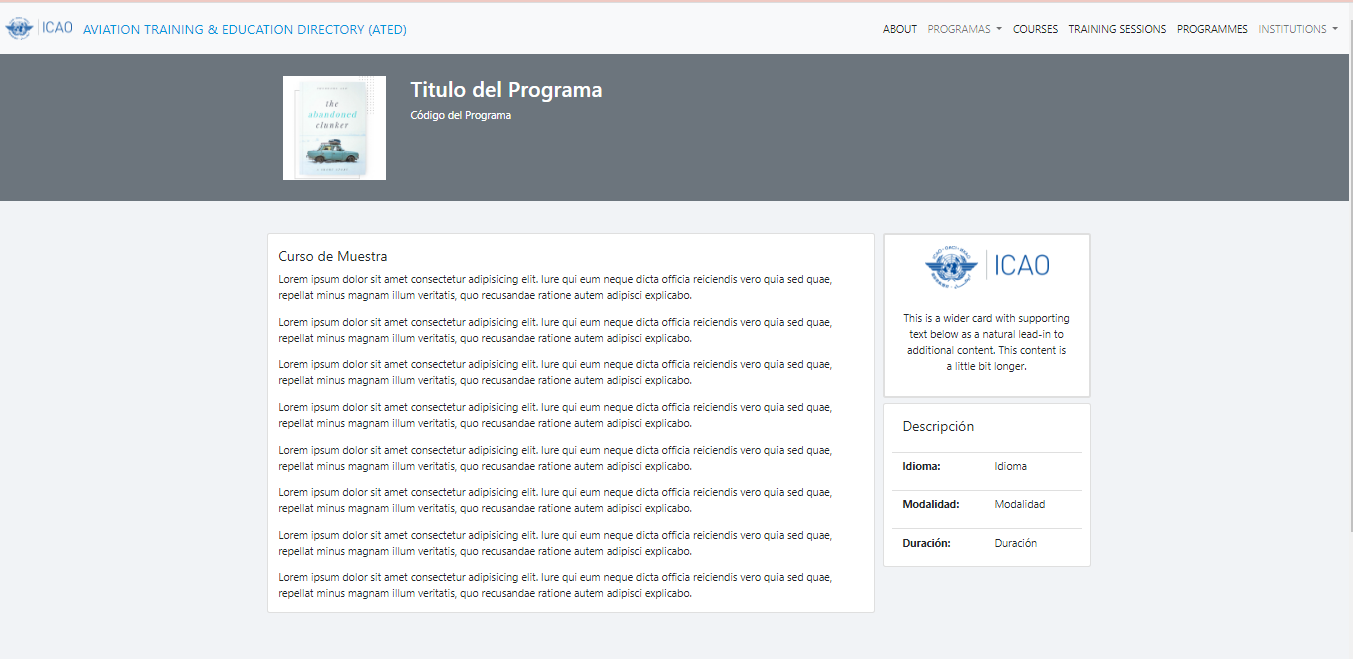 ICAO
AVIATION TRAINING & EDUCATION DIRECTORY (ATED)
ABOUT PROGRAMAS COURSES TRAINING SESSIONS PROGRAMMES INSTITUTIONS
the
abandoned
clunker
Titulo del Programa
Código del Programa
Curso de Muestra
Lorem ipsum dolor sit amet consectetur adipisicing elit. Iure qui eum neque dicta officia reiciendis vero quia sed quae,
repellat minus magnam illum veritatis, quo recusandae ratione autem adipisci explicabo.
Lorem ipsum dolor sit amet consectetur adipisicing elit. Iure qui eum neque dicta officia reiciendis vero quia sed quae,
repellat minus magnam illum veritatis, quo recusandae ratione autem adipisci explicabo.
Lorem ipsum dolor sit amet consectetur adipisicing elit. Iure qui eum neque dicta officia reiciendis vero quia sed quae,
repellat minus magnam illum veritatis, quo recusandae ratione autem adipisci explicabo.
Lorem ipsum dolor sit amet consectetur adipisicing elit. Iure qui eum neque dicta officia reiciendis vero quia sed quae,
repellat minus magnam illum veritatis, quo recusandae ratione autem adipisci explicabo.
Lorem ipsum dolor sit amet consectetur adipisicing elit. Iure qui eum neque dicta officia reiciendis vero quia sed quae,
repellat minus magnam illum veritatis, quo recusandae ratione autem adipisci explicabo.
Lorem ipsum dolor sit amet consectetur adipisicing elit. Iure qui eum neque dicta officia reiciendis vero quia sed quae,
repellat minus magnam illum veritatis, quo recusandae ratione autem adipisci explicabo.
Lorem ipsum dolor sit amet consectetur adipisicing elit. Iure qui eum neque dicta officia reiciendis vero quia sed quae,
repellat minus magnam illum veritatis, quo recusandae ratione autem adipisci explicabo.
Lorem ipsum dolor sit amet consectetur adipisicing elit. Iure qui eum neque dicta officia reiciendis vero quia sed quae,
repellat minus magnam illum veritatis, quo recusandae ratione autem adipisci explicabo.
ICAO
This is a wider card with supporting
text below as a natural lead-in to
additional content. This content is
a little bit longer.
Descripción
Idioma: Idioma
Modalidad: Modalidad
Duración: Duración